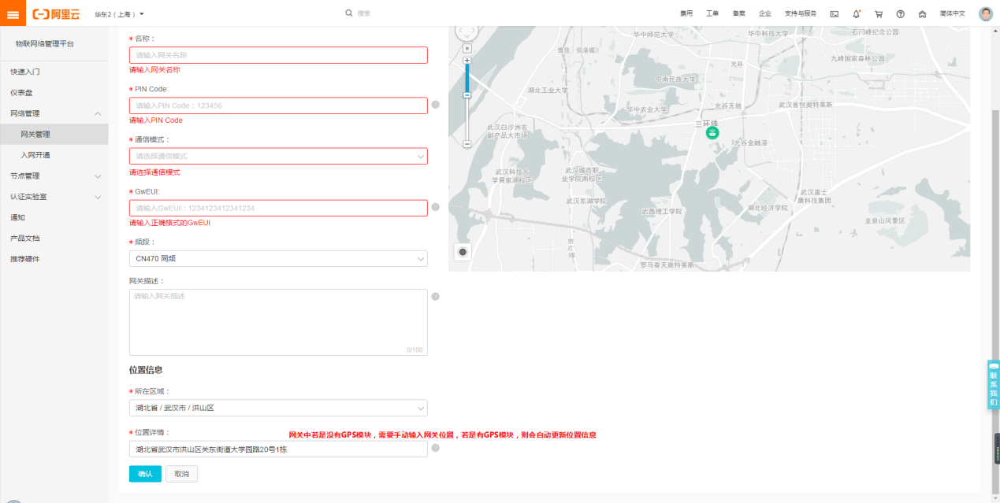 阿里云
华东2（上海）
搜索
费用
工单
备案
企业
支持与服务
简体中文
物联网络管理平台
快速入门
仪表盘
网络管理
网关管理
入网开通
节点管理
认证实验室
通知
产品文档
推荐硬件
* 名称：
请输入网关名称
请输入网关名称
* PIN Code:
请输入PIN Code：123456
请输入PIN Code
* 通信模式：
请选择通信模式
请选择通信模式
* GwEUI:
请输入GwEUI：1234123412341234
请输入正确格式的GwEUI
* 频段：
CN470 同频
网关描述：
请输入网关描述
0/100
位置信息
* 所在区域：
湖北省 / 武汉市 / 洪山区
* 位置详情：
网关中若是没有GPS模块，需要手动输入网关位置，若是有GPS模块，则会自动更新位置信息
湖北省武汉市洪山区关东街道大学园路20号1栋
确认
取消
华中师范大学
华中科技大学
石门峰纪念公园
九峰国家森林公园
光谷
中南民族大学
湖北工业大学
华中农业大学
光谷天地
武汉首创奥特莱斯
三环线
武汉白沙洲农
副产品大市场
光谷金融港
武汉科技大
学黄家湖校区
武汉城市职
业学院南校区
武汉东湖学院
武昌理工学院
湖北经济学院
武汉富士
康科技集团
龙泉山风景区
京
广
线
罗马春天奥特莱斯
联
系
我
们